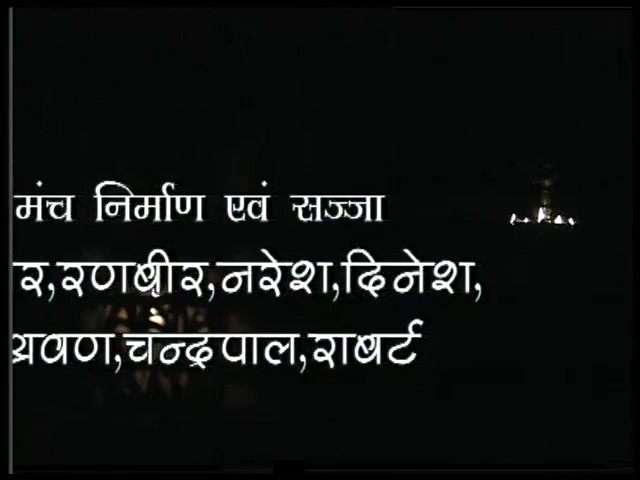 मंच निर्माण एवं सज्जा
र,रणबीर,नरेश,दिनेश,
श्रवण,चन्द्रपाल,राबर्ट